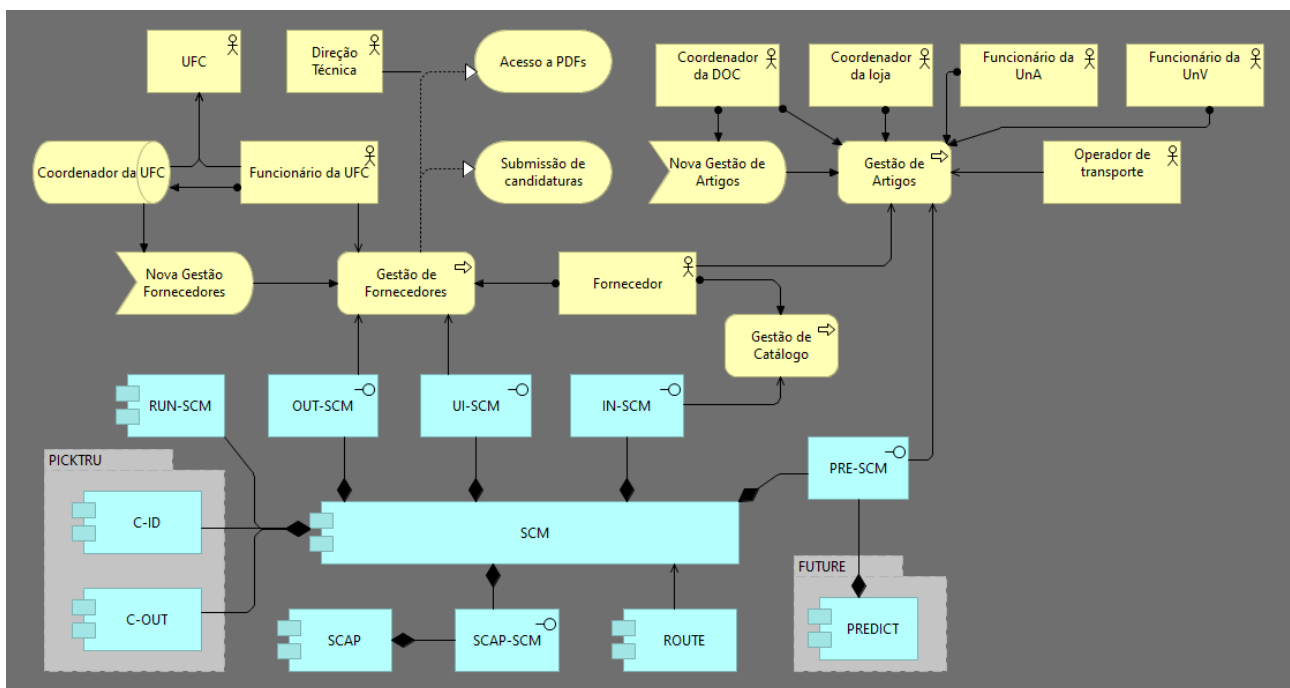 UFC
Direção
Técnica
Acesso a PDFs
Coordenador
da DOC
Coordenador
da loja
Funcionário da
UnA
Funcionário da
UnV
Coordenador da UFC
Funcionário da UFC
Submissão de
candidaturas
Nova Gestão de
Artigos
Gestão de
Artigos
Operador de
transporte
Nova Gestão
Fornecedores
Gestão de
Fornecedores
Fornecedor
Gestão de
Catálogo
RUN-SCM
OUT-SCM
UI-SCM
IN-SCM
PICKTRU
PRE-SCM
C-ID
SCM
FUTURE
C-OUT
SCAP
SCAP-SCM
ROUTE
PREDICT